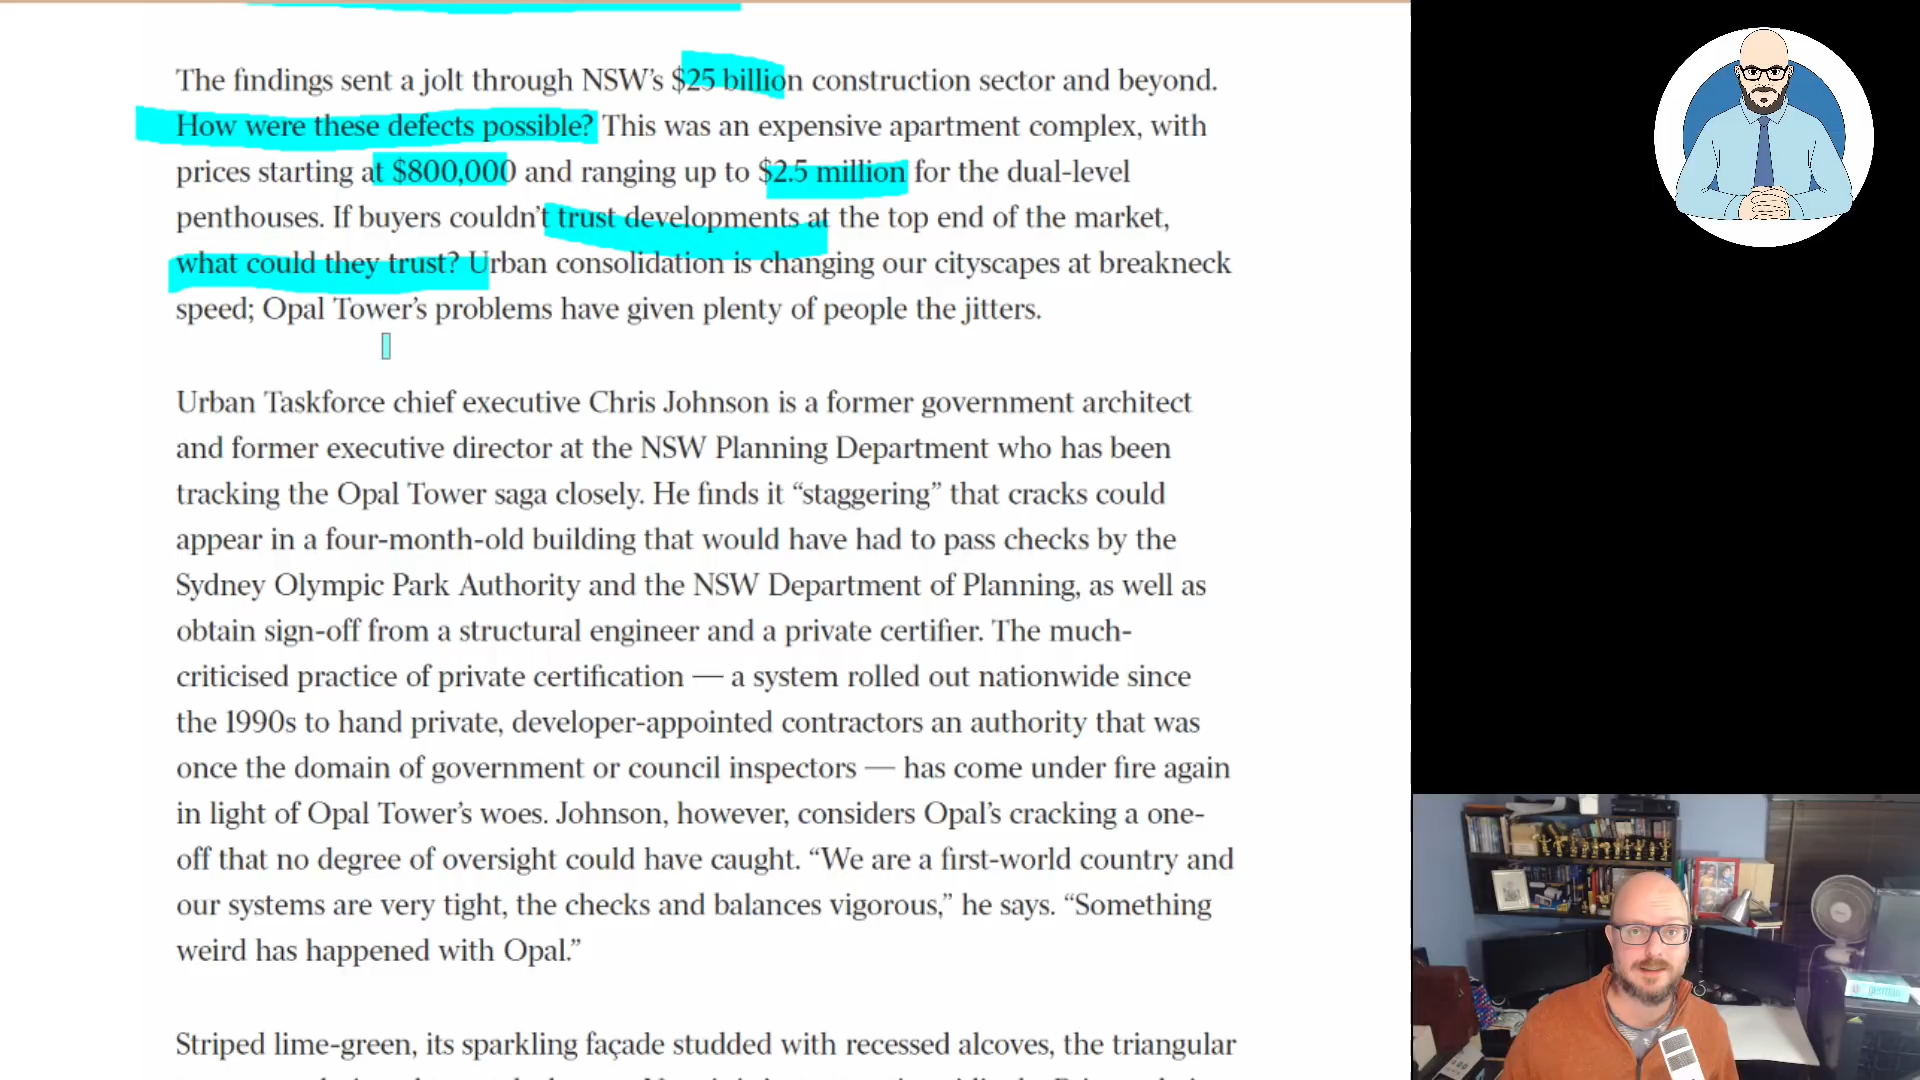 The findings sent a jolt through NSW’s $25 billion construction sector and beyond.
How were these defects possible? This was an expensive apartment complex, with
prices starting at $800,000 and ranging up to $2.5 million for the dual-level
penthouses. If buyers couldn’t trust developments at the top end of the market,
what could they trust? Urban consolidation is changing our cityscapes at breakneck
speed; Opal Tower’s problems have given plenty of people the jitters.
Urban Taskforce chief executive Chris Johnson is a former government architect
and former executive director at the NSW Planning Department who has been
tracking the Opal Tower saga closely. He finds it “staggering” that cracks could
appear in a four-month-old building that would have had to pass checks by the
Sydney Olympic Park Authority and the NSW Department of Planning, as well as
obtain sign-off from a structural engineer and a private certifier. The much-
criticised practice of private certification — a system rolled out nationwide since
the 1990s to hand private, developer-appointed contractors an authority that was
once the domain of government or council inspectors — has come under fire again
in light of Opal Tower’s woes. Johnson, however, considers Opal’s cracking a one-
off that no degree of oversight could have caught. “We are a first-world country and
our systems are very tight, the checks and balances vigorous,” he says. “Something
weird has happened with Opal.”
Striped lime-green, its sparkling façade studded with recessed alcoves, the triangular